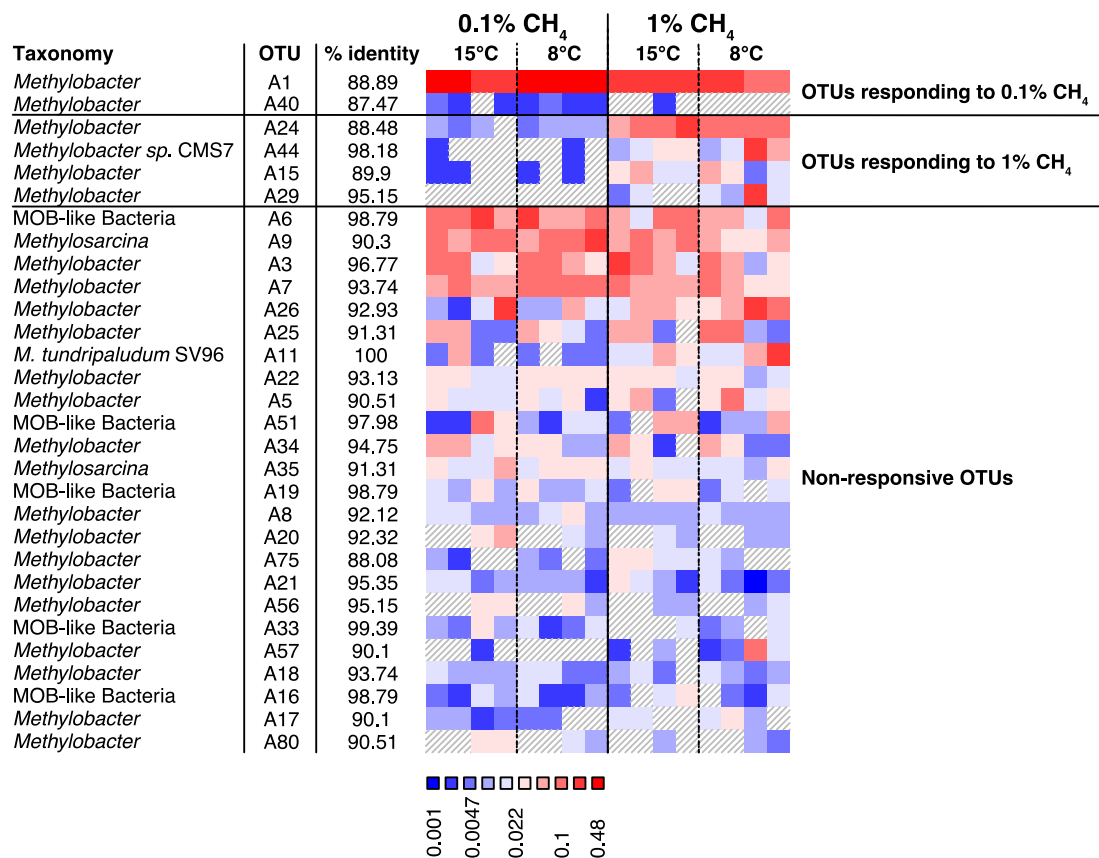 0.1% CH4 1% CH4
Taxonomy OTU % identity 15°C 8°C 15°C 8°C
Methylobacter A1 88.89
OTUs responding to 0.1% CH4
Methylobacter A40 87.47
Methylobacter A24 88.48
Methylobacter sp. CMS7 A44 98.18
OTUs responding to 1% CH4
Methylobacter A15 89.9
Methylobacter A29 95.15
MOB-like Bacteria A6 98.79
Methylosarcina A9 90.3
Methylobacter A3 96.77
Methylobacter A7 93.74
Methylobacter A26 92.93
Methylobacter A25 91.31
M. tundripaludum SV96 A11 100
Methylobacter A22 93.13
Methylobacter A5 90.51
MOB-like Bacteria A51 97.98
Methylobacter A34 94.75
Methylosarcina A35 91.31
Non-responsive OTUs
MOB-like Bacteria A19 98.79
Methylobacter A8 92.12
Methylobacter A20 92.32
Methylobacter A75 88.08
Methylobacter A21 95.35
Methylobacter A56 95.15
MOB-like Bacteria A33 99.39
Methylobacter A57 90.1
Methylobacter A18 93.74
MOB-like Bacteria A16 98.79
Methylobacter A17 90.1
Methylobacter A80 90.51
0.001 0.0047 0.022 0.1 0.48